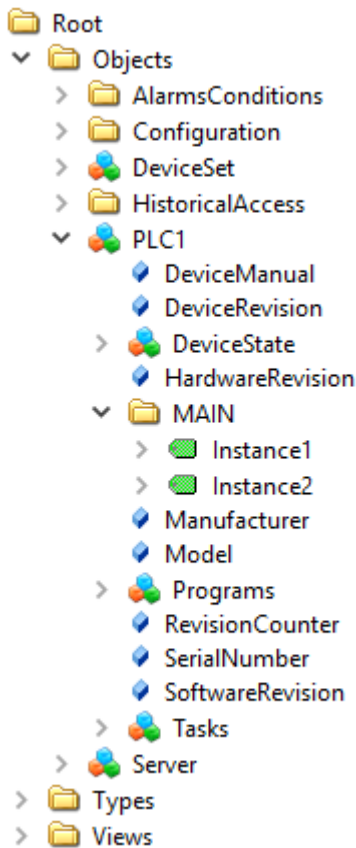 Root
Objects
AlarmsConditions
Configuration
DeviceSet
HistoricalAccess
PLC1
DeviceManual
DeviceRevision
DeviceState
HardwareRevision
MAIN
Instance1
Instance2
Manufacturer
Model
Programs
RevisionCounter
SerialNumber
SoftwareRevision
Tasks
Server
Types
Views